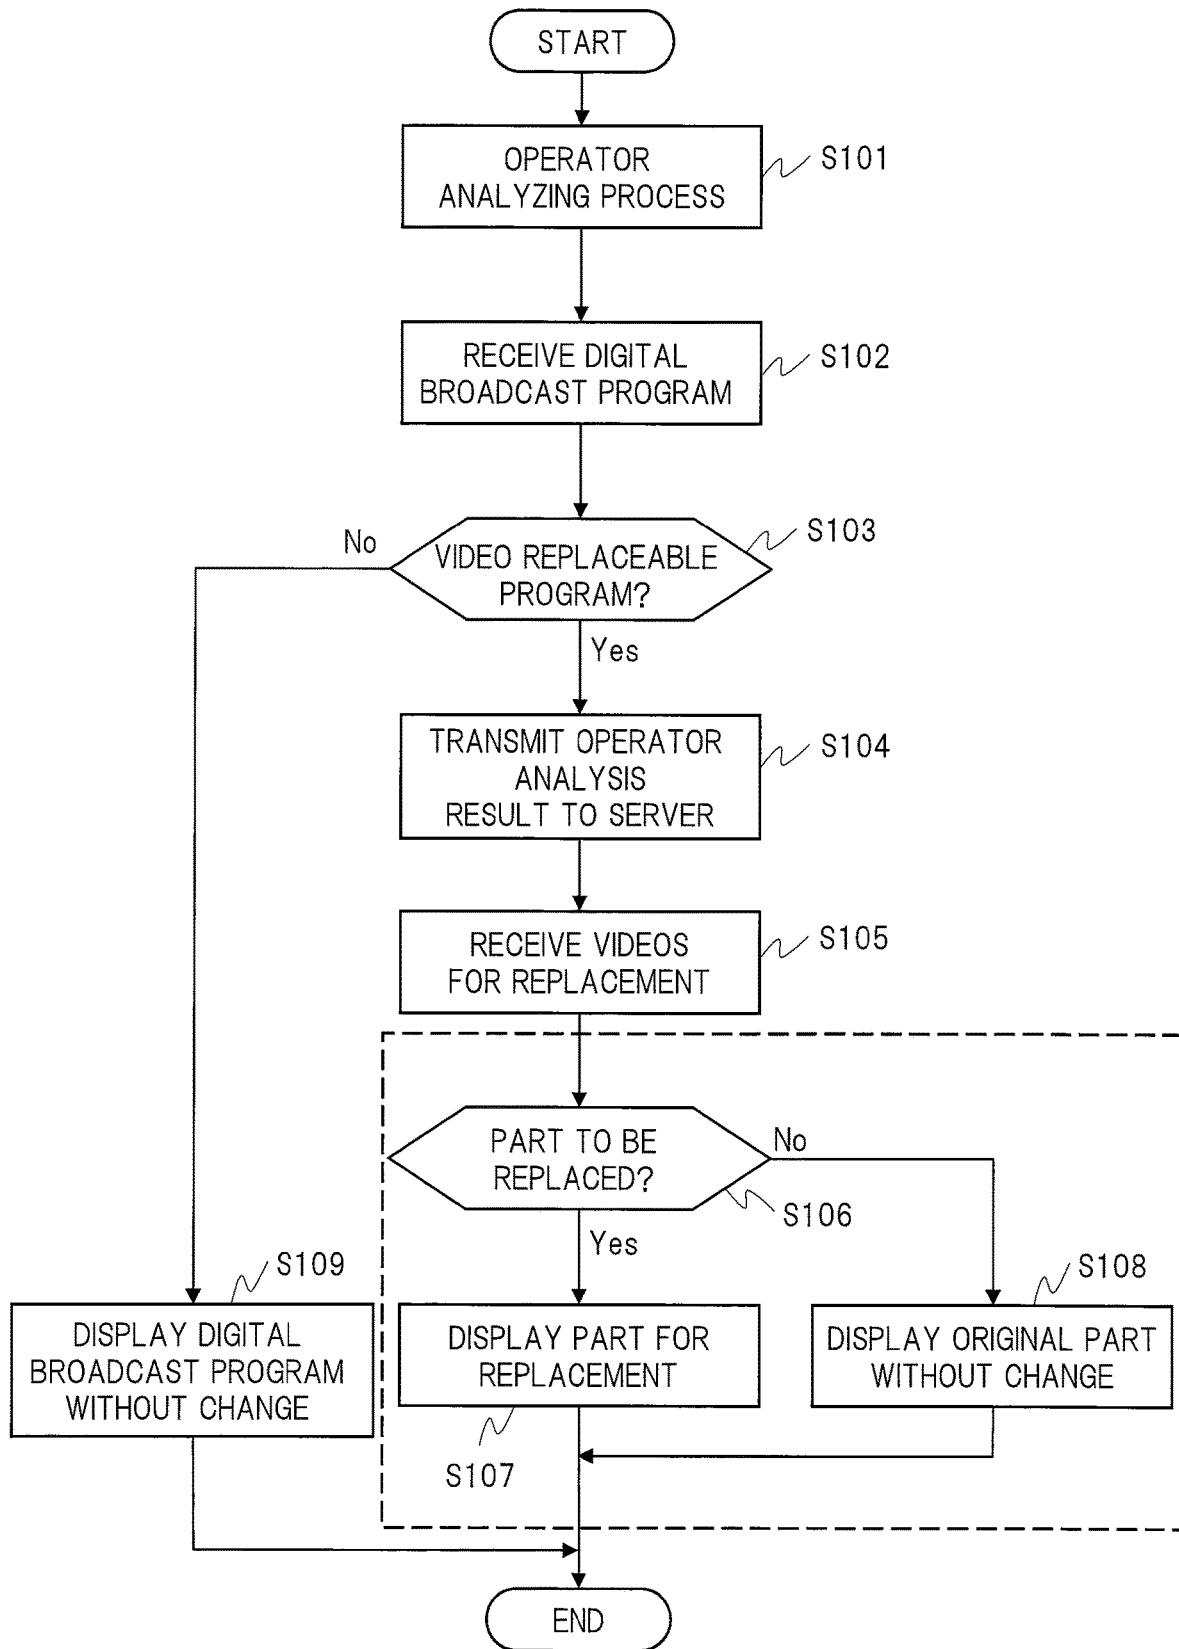 START
OPERATOR
ANALYZING PROCESS
S101
RECEIVE DIGITAL
BROADCAST PROGRAM
S102
No
VIDEO REPLACEABLE
PROGRAM?
S103
Yes
TRANSMIT OPERATOR
ANALYSIS
RESULT TO SERVER
S104
RECEIVE VIDEOS
FOR REPLACEMENT
S105
PART TO BE
REPLACED?
No
S106
Yes
S109
DISPLAY DIGITAL
BROADCAST PROGRAM
WITHOUT CHANGE
DISPLAY PART FOR
REPLACEMENT
S107
S108
DISPLAY ORIGINAL PART
WITHOUT CHANGE
END